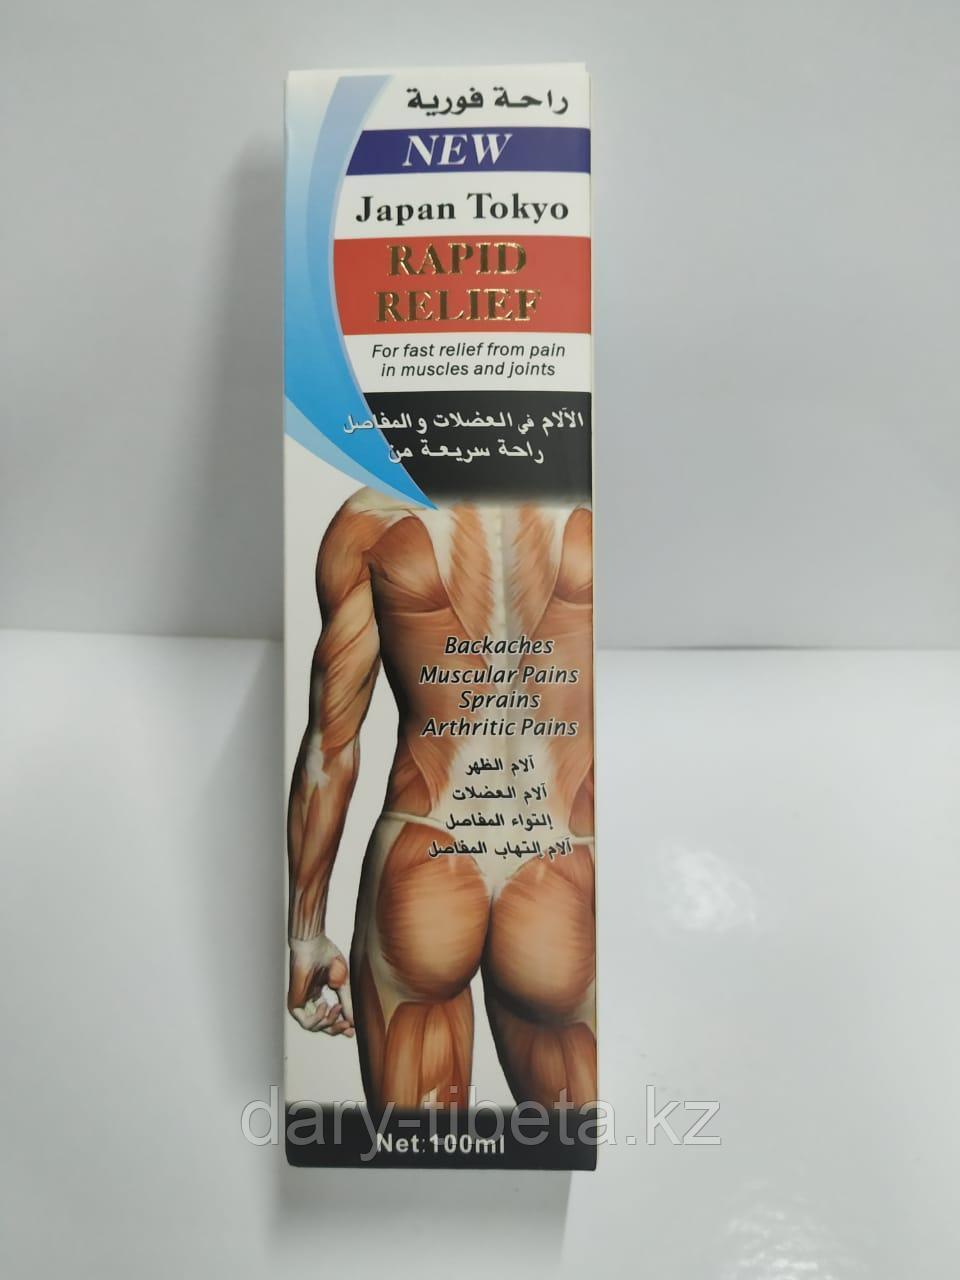 راحة فورية
NEW
Japan Tokyo
RAPID
RELIEF
For fast relief from pain
in muscles and joints
الآلام في العضلات والمفاصل
راحة سريعة من
Backaches
Muscular Pains
Sprains
Arthritic Pains
آلام الظهر
آلام العضلات
إلتواء المفاصل
آلام إلتهاب المفاصل
dary-tibeta.kz
Net:100ml